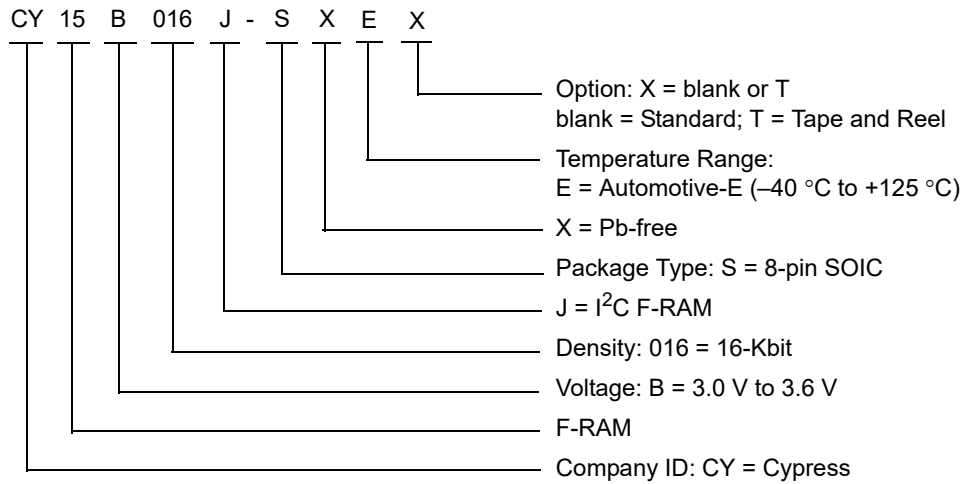 CY 15 B 016 J - S X E X
Option: X = blank or T
blank = Standard; T = Tape and Reel
Temperature Range:
E = Automotive-E (–40 °C to +125 °C)
X = Pb-free
Package Type: S = 8-pin SOIC
J = I²C F-RAM
Density: 016 = 16-Kbit
Voltage: B = 3.0 V to 3.6 V
F-RAM
Company ID: CY = Cypress